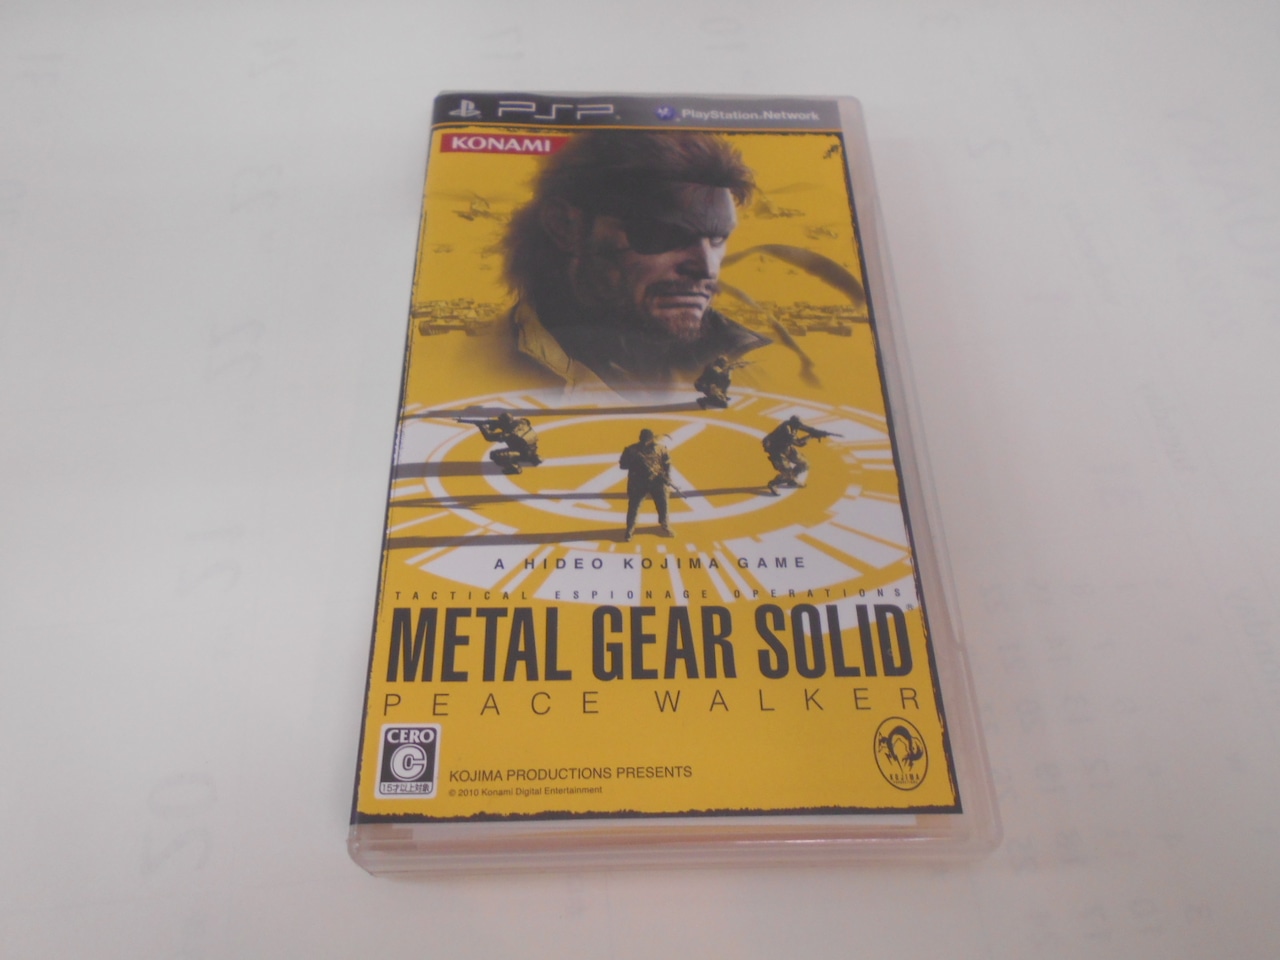 PSP PlayStation.Network
KONAMI
A HIDEO KOJIMA GAME
TACTICAL ESPIONAGE OPERATIONS
METAL GEAR SOLID®
PEACE WALKER
CERO
C
15才以上対象
KOJIMA PRODUCTIONS PRESENTS
© 2010 Konami Digital Entertainment
KOJIMA